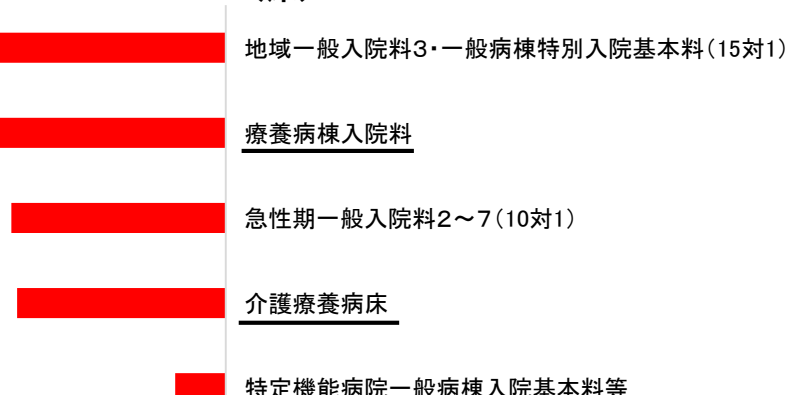 地域一般入院料3・一般病棟特別入院基本料(15対1)
療養病棟入院料
急性期一般入院料2～7(10対1)
介護療養病床
特定機能病院一般病棟入院基本料等